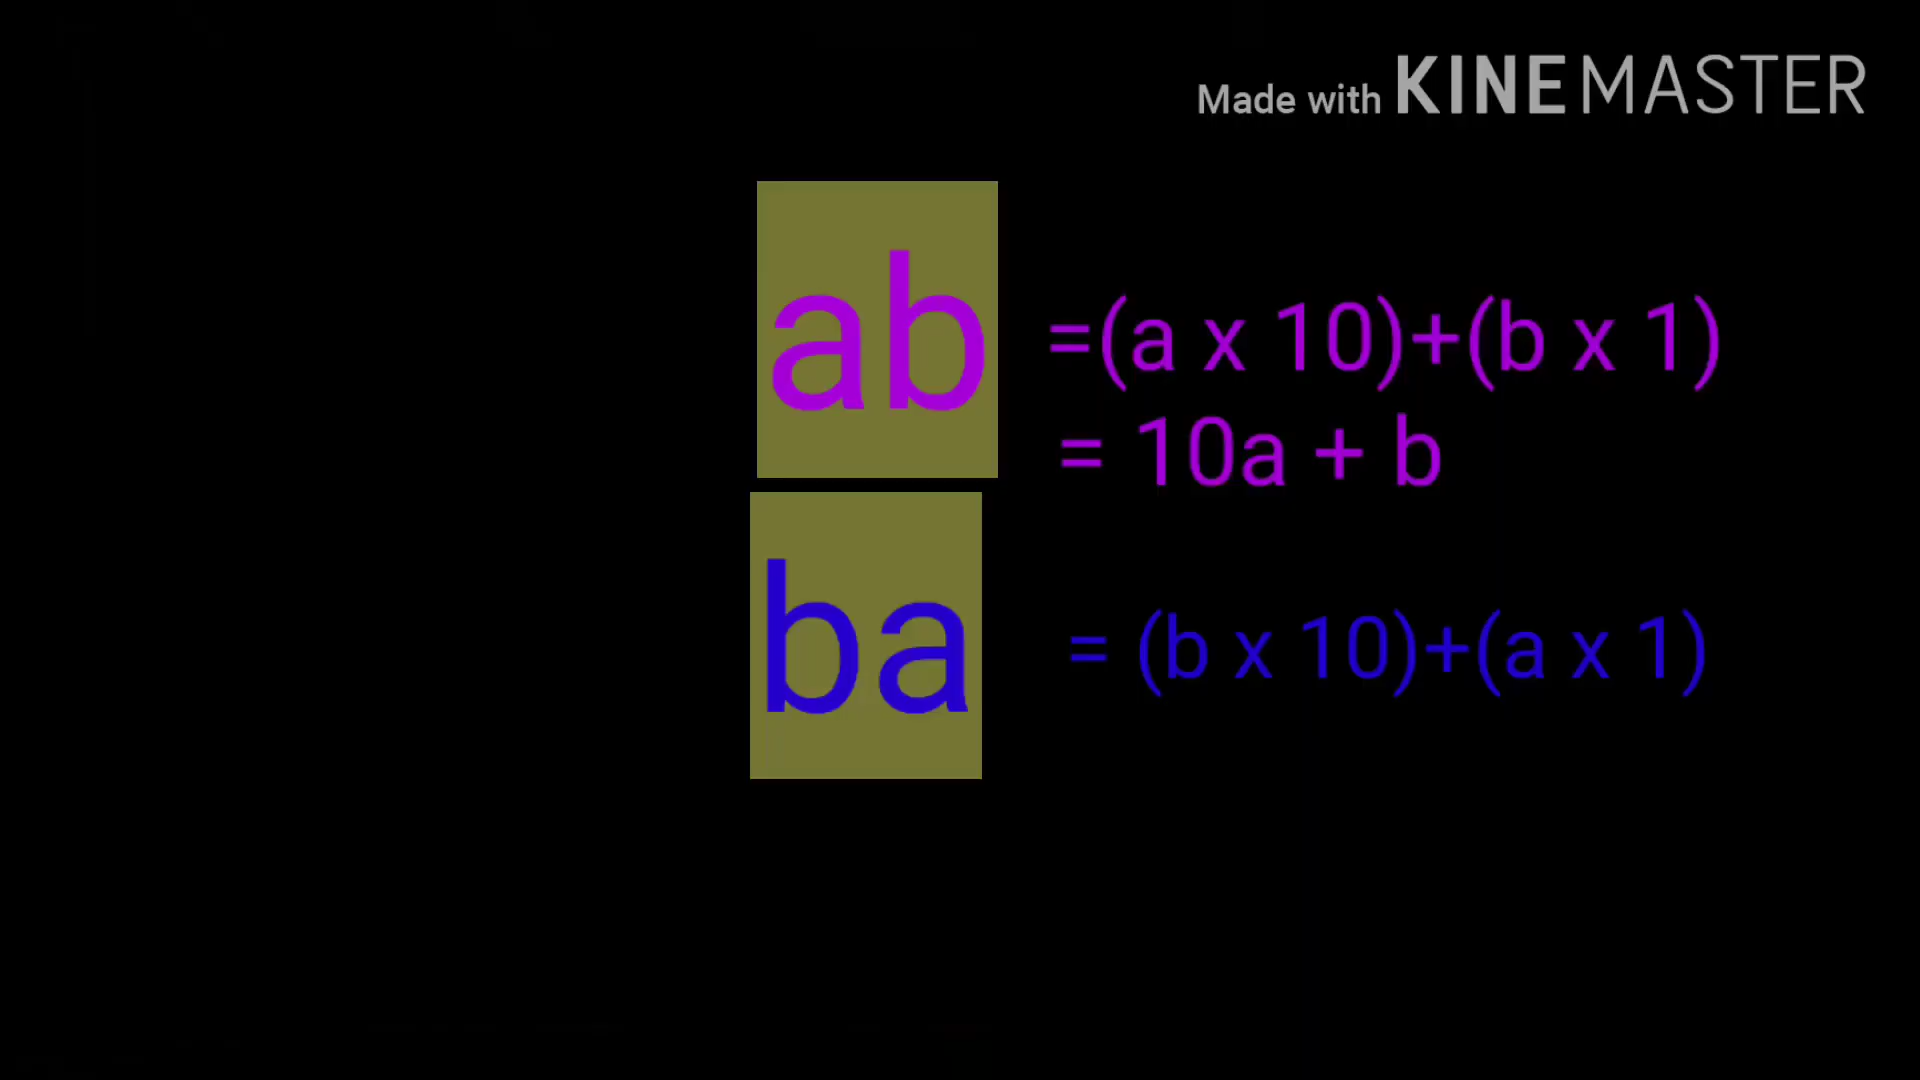 Made with KINEMASTER
ab =(a x 10)+(b x 1)
= 10a + b
ba = (b x 10)+(a x 1)